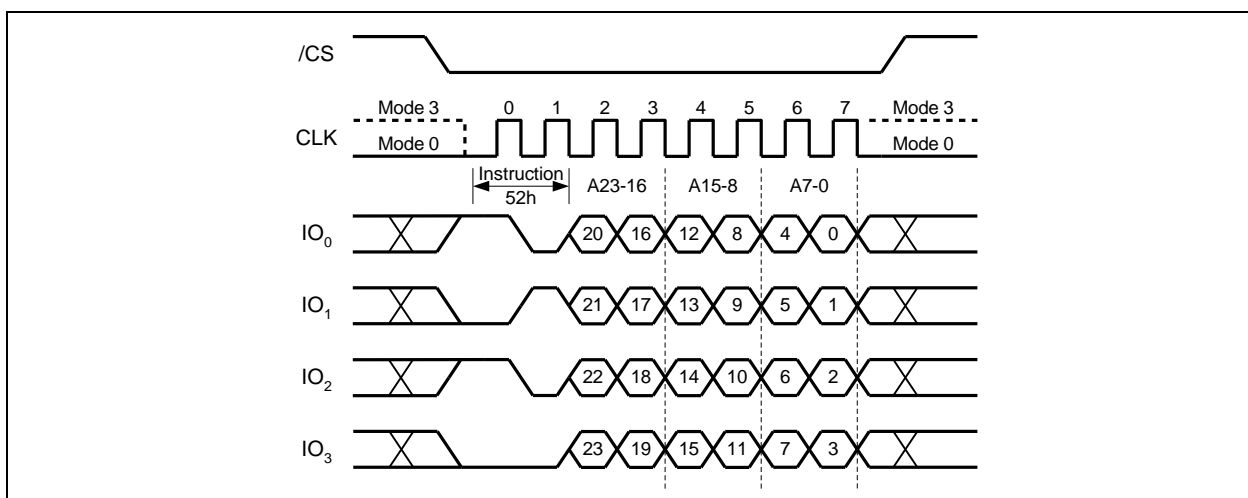 /CS
Mode 3 0 1 2 3 4 5 6 7 Mode 3
CLK Mode 0 Mode 0
Instruction A23-16 A15-8 A7-0
52h
IO0 20 16 12 8 4 0
IO1 21 17 13 9 5 1
IO2 22 18 14 10 6 2
IO3 23 19 15 11 7 3